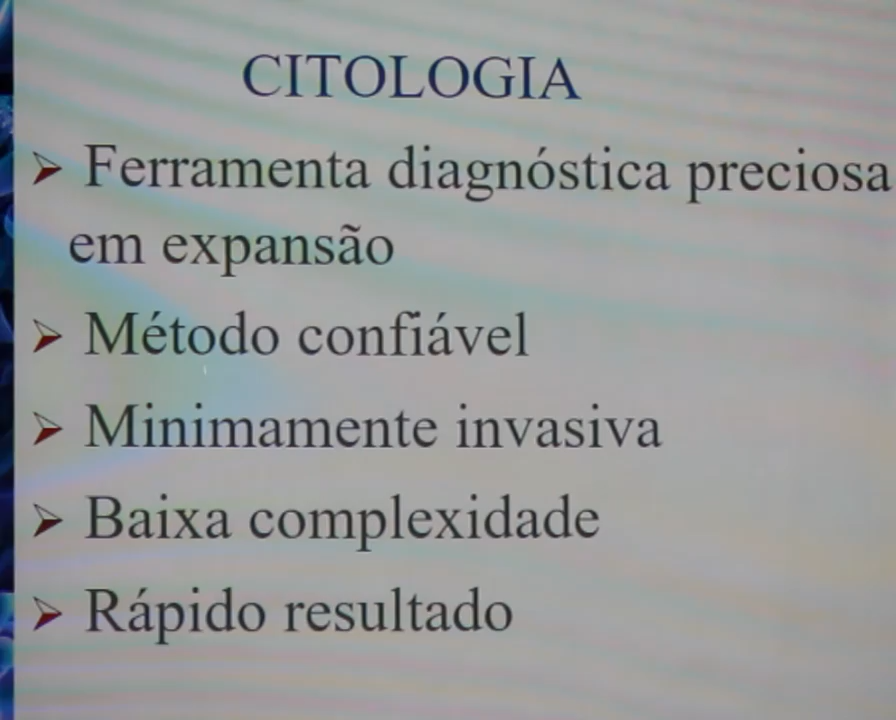 CITOLOGIA
➢ Ferramenta diagnóstica preciosa
em expansão
➢ Método confiável
➢ Minimamente invasiva
➢ Baixa complexidade
➢ Rápido resultado